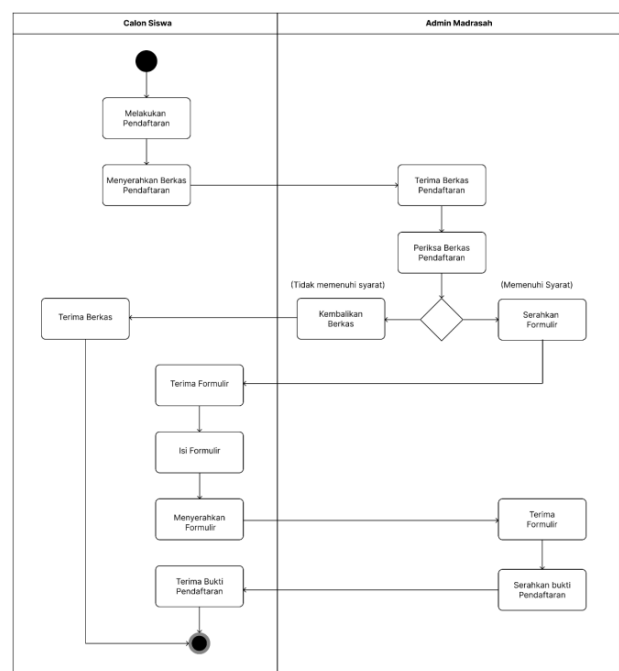 Calon Siswa
Admin Madrasah
Melakukan
Pendaftaran
Menyerahkan Berkas
Pendaftaran
Terima Berkas
Pendaftaran
Periksa Berkas
Pendaftaran
(Tidak memenuhi syarat)
(Memenuhi Syarat)
Terima Berkas
Kembalikan
Berkas
Serahkan
Formulir
Terima Formulir
Isi Formulir
Menyerahkan
Formulir
Terima
Formulir
Terima Bukti
Pendaftaran
Serahkan bukti
Pendaftaran